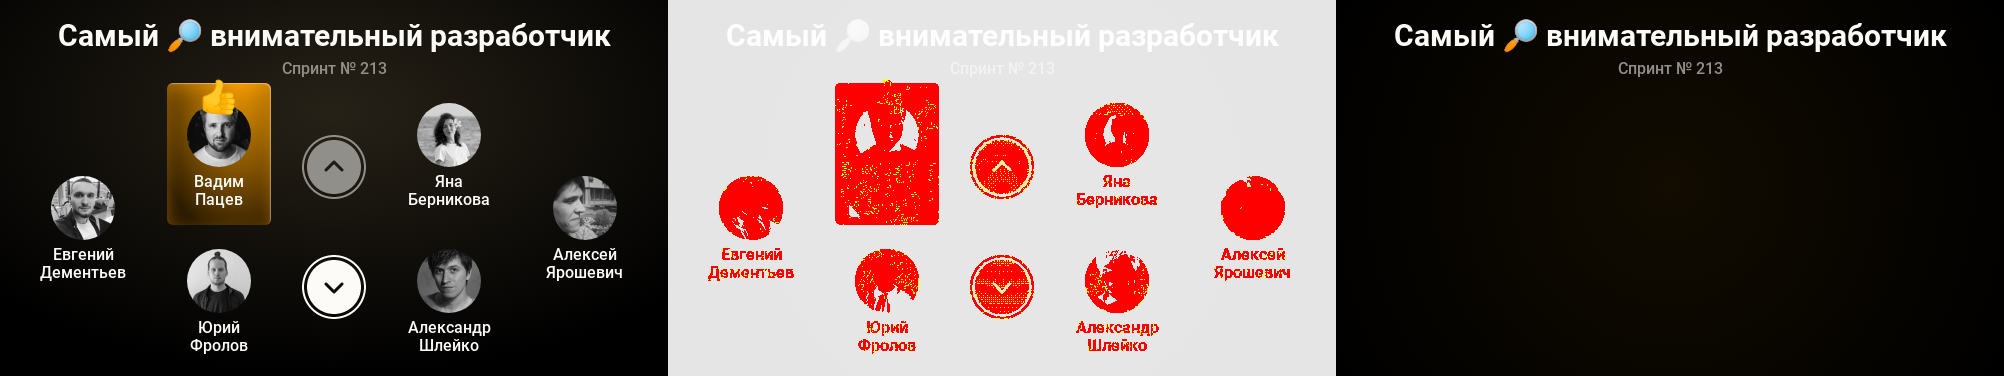 Самый 🔎 внимательный разработчик
Спринт № 213
Вадим
Пацев
Яна
Берникова
Евгений
Дементьев
Алексей
Ярошевич
Юрий
Фролов
Александр
Шлейко
Самый 🔎 внимательный разработчик
Спринт № 213
Яна
Берникова
Евгений
Дементьев
Алексей
Ярошевич
Юрий
Фролов
Александр
Шлейко
Самый 🔎 внимательный разработчик
Спринт № 213